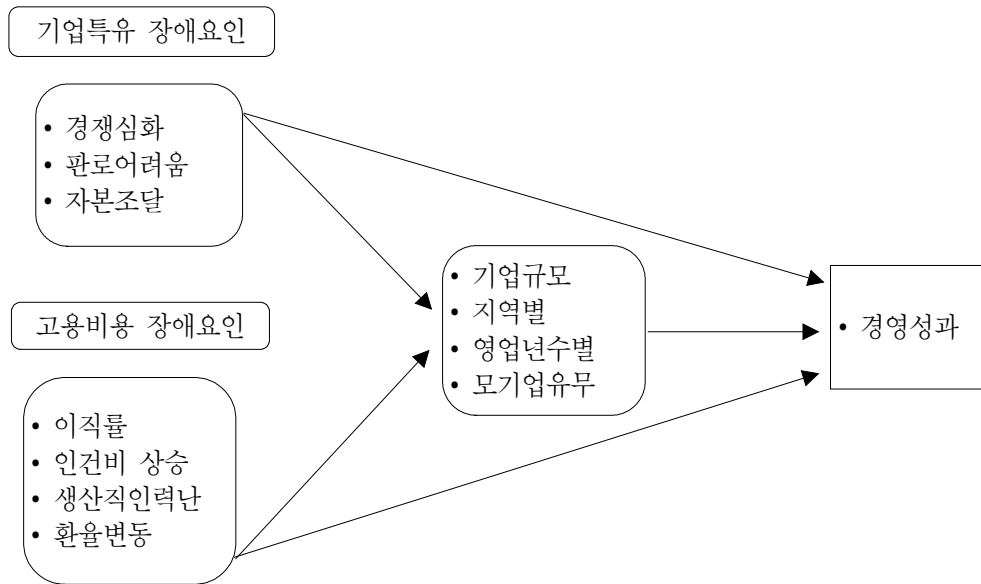 기업특유 장애요인
• 경쟁심화
• 판로어려움
• 자본조달
고용비용 장애요인
• 이직률
• 인건비 상승
• 생산직인력난
• 환율변동
• 기업규모
• 지역별
• 영업년수별
• 모기업유무
• 경영성과